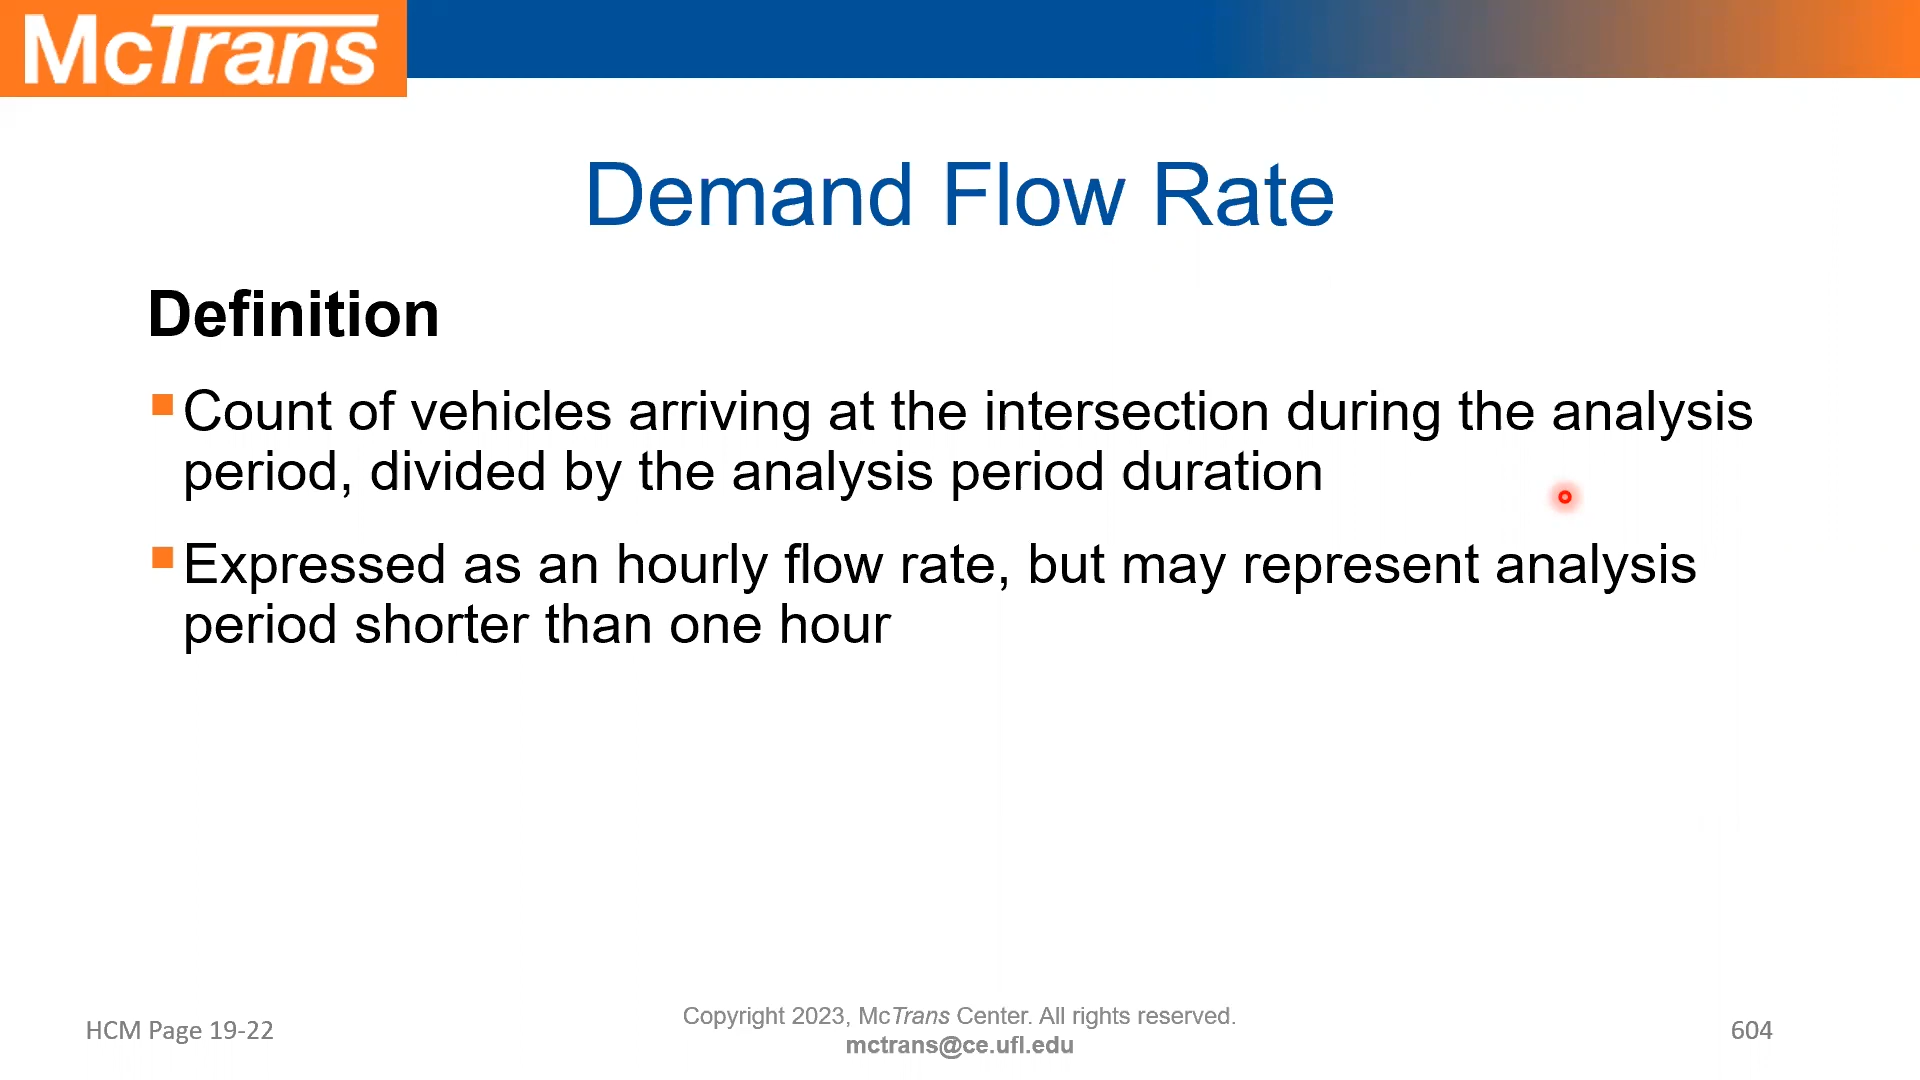 McTrans
Demand Flow Rate
Definition
Count of vehicles arriving at the intersection during the analysis
period, divided by the analysis period duration
Expressed as an hourly flow rate, but may represent analysis
period shorter than one hour
HCM Page 19-22
Copyright 2023, McTrans Center. All rights reserved.
mctrans@ce.ufl.edu
604